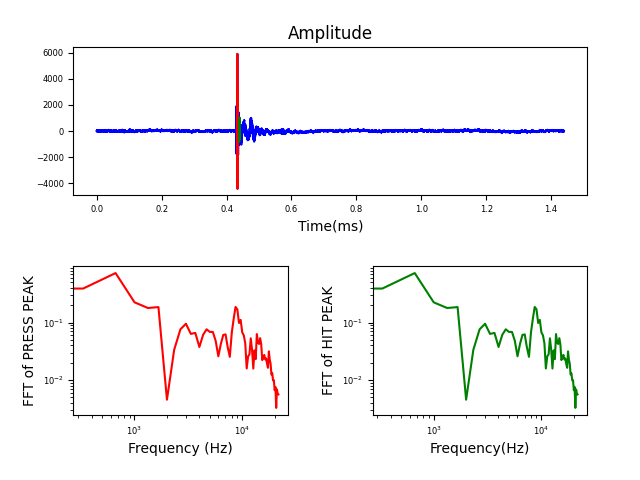 Amplitude
6000
4000
2000
0
−2000
−4000
0.0 0.2 0.4 0.6 0.8 1.0 1.2 1.4
Time(ms)
FFT of PRESS PEAK
10⁻¹
10⁻²
10³ 10⁴
Frequency (Hz)
FFT of HIT PEAK
10⁻¹
10⁻²
10³ 10⁴
Frequency(Hz)